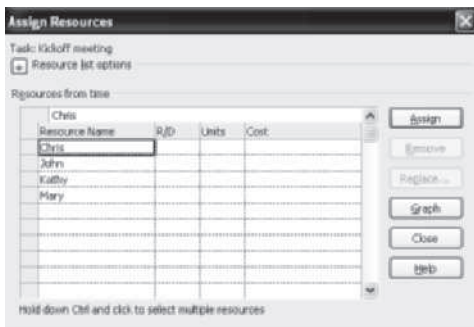 Assign Resources
Task: Kickoff meeting
+ Resource list options
Resources from time
Chris
Resource Name R/D Units Cost
Chris
John
Kathy
Mary
Assign
Remove
Replace...
Graph
Close
Help
Hold down Ctrl and click to select multiple resources